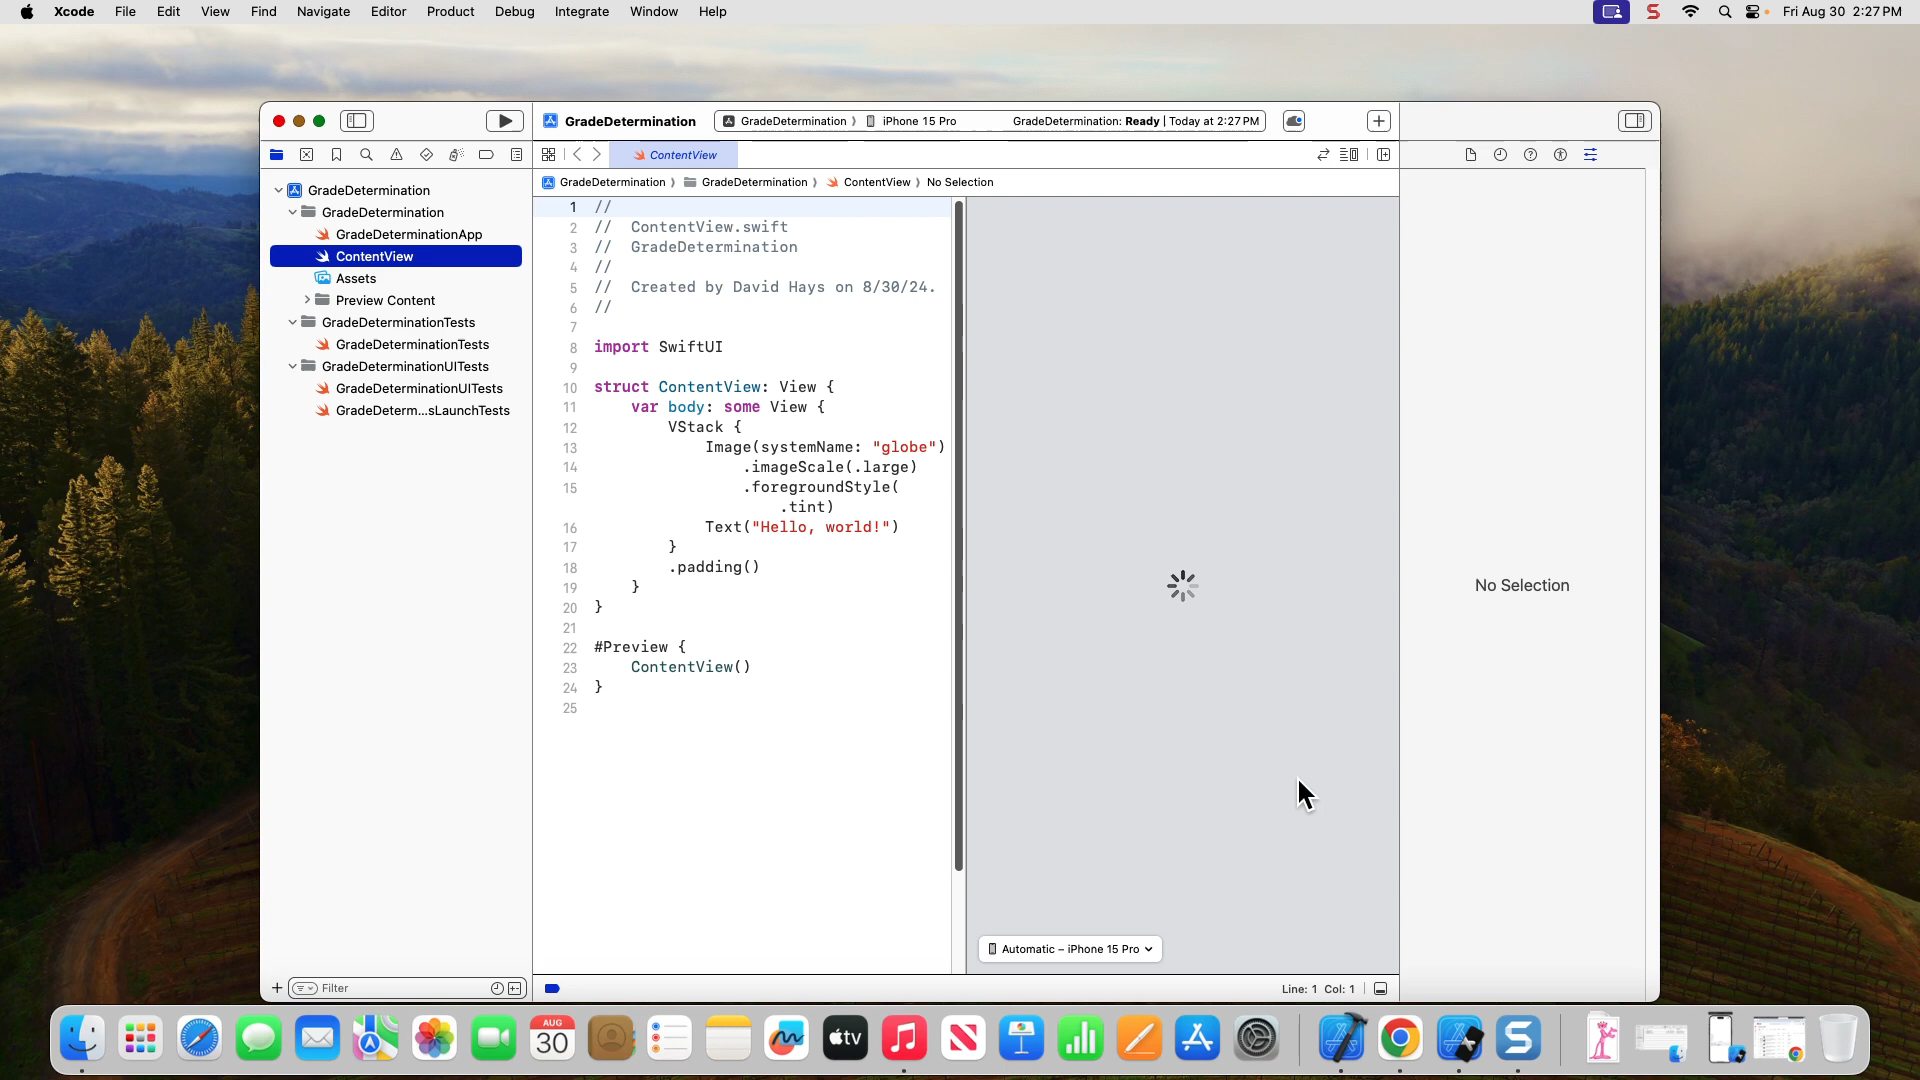 Xcode File Edit View Find Navigate Editor Product Debug Integrate Window Help
S
Fri Aug 30 2:27 PM
GradeDetermination
GradeDetermination 〉 iPhone 15 Pro
GradeDetermination: Ready | Today at 2:27 PM
ContentView
GradeDetermination 〉 GradeDetermination 〉 ContentView 〉 No Selection
GradeDetermination
GradeDetermination
GradeDeterminationApp
ContentView
Assets
Preview Content
GradeDeterminationTests
GradeDeterminationTests
GradeDeterminationUITests
GradeDeterminationUITests
GradeDeterm...sLaunchTests
Filter
1 //
2 //  ContentView.swift
3 //  GradeDetermination
4 //
5 //  Created by David Hays on 8/30/24.
6 //
7
8 import SwiftUI
9
10 struct ContentView: View {
11     var body: some View {
12         VStack {
13             Image(systemName: "globe")
14                 .imageScale(.large)
15                 .foregroundStyle(
                    .tint)
16             Text("Hello, world!")
17         }
18         .padding()
19     }
20 }
21
22 #Preview {
23     ContentView()
24 }
25
Automatic – iPhone 15 Pro
Line: 1 Col: 1
No Selection
AUG
30
tv
S